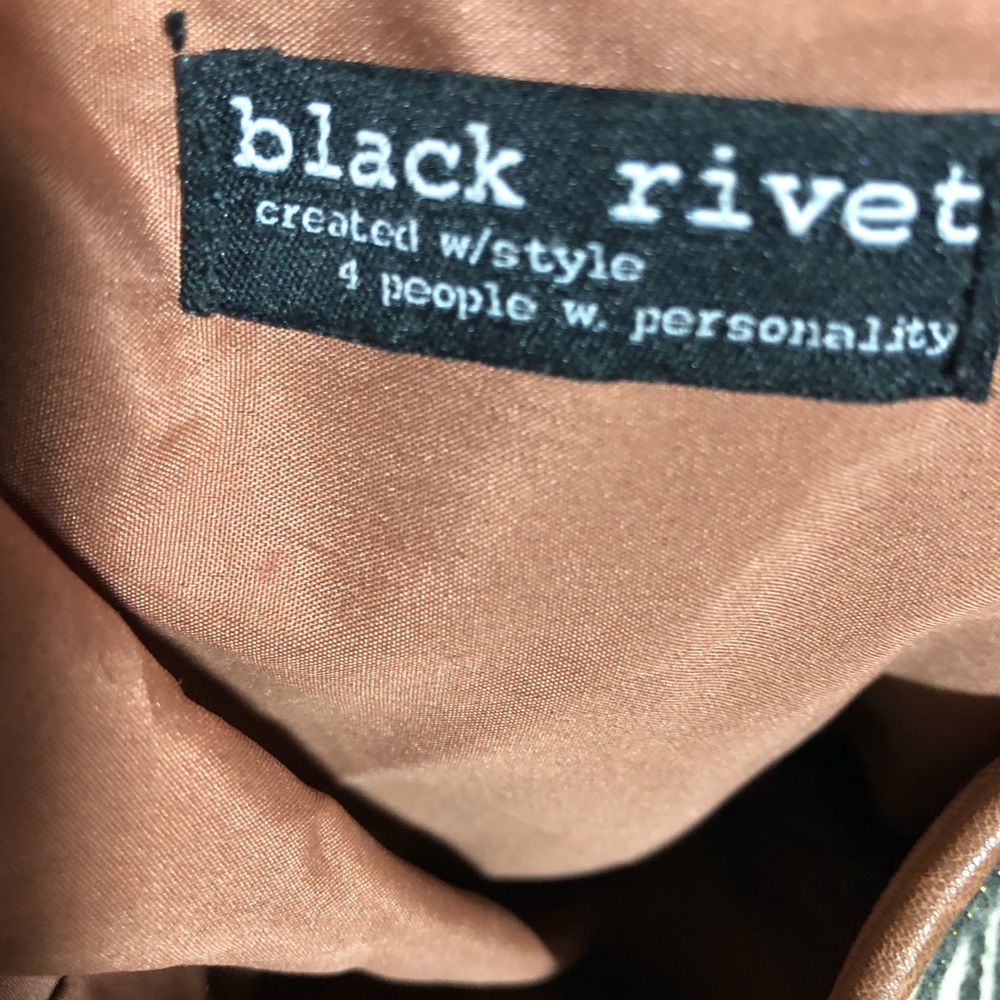 black rivet
created w/style
4 people w. personality